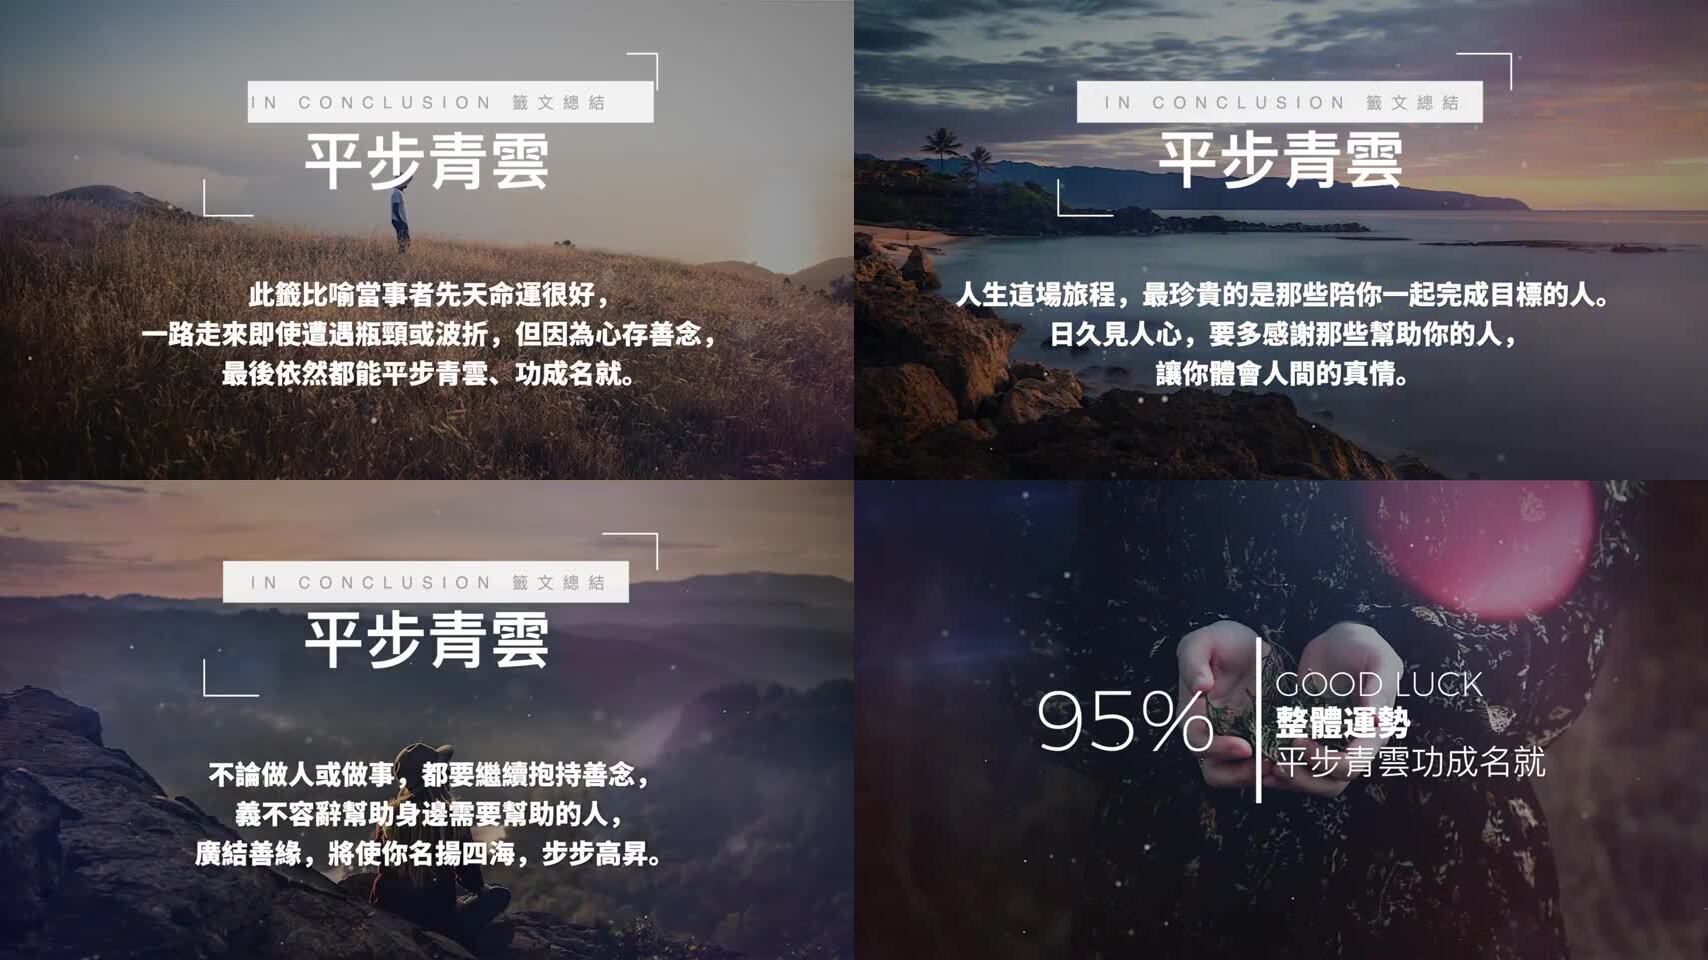 IN CONCLUSION 籤文總結
平步青雲
此籤比喻當事者先天命運很好，
一路走來即使遭遇瓶頸或波折，但因為心存善念，
最後依然都能平步青雲、功成名就。
IN CONCLUSION 籤文總結
平步青雲
人生這場旅程，最珍貴的是那些陪你一起完成目標的人。
日久見人心，要多感謝那些幫助你的人，
讓你體會人間的真情。
IN CONCLUSION 籤文總結
平步青雲
不論做人或做事，都要繼續抱持善念，
義不容辭幫助身邊需要幫助的人，
廣結善緣，將使你名揚四海，步步高昇。
95%
GOOD LUCK
整體運勢
平步青雲功成名就